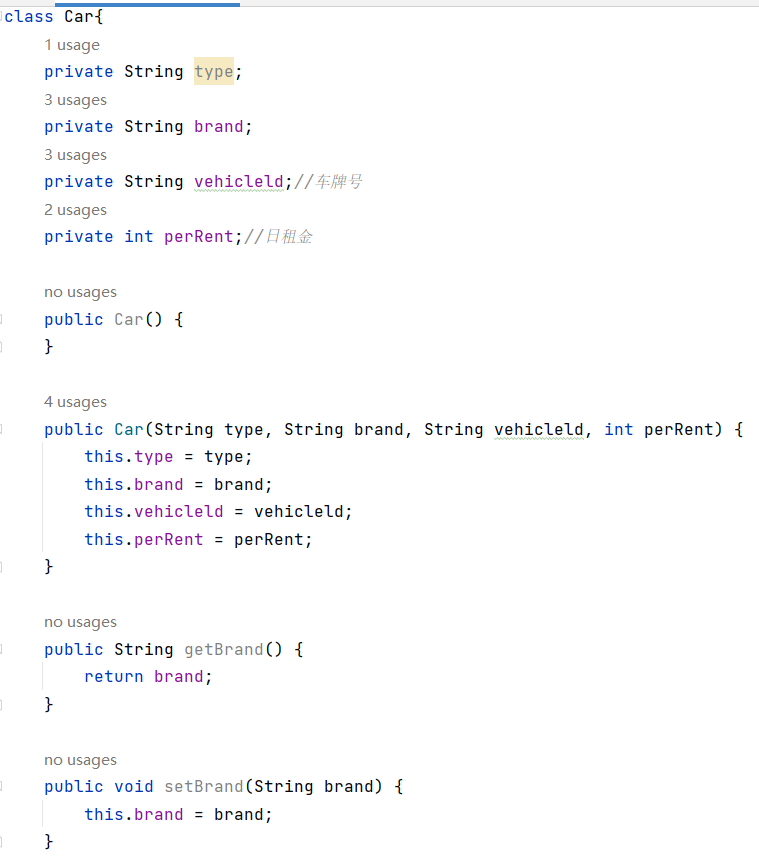 class Car{
1 usage
private String type;
3 usages
private String brand;
3 usages
private String vehicleld;//车牌号
2 usages
private int perRent;//日租金
no usages
public Car() {
}
4 usages
public Car(String type, String brand, String vehicleld, int perRent) {
this.type = type;
this.brand = brand;
this.vehicleld = vehicleld;
this.perRent = perRent;
}
no usages
public String getBrand() {
return brand;
}
no usages
public void setBrand(String brand) {
this.brand = brand;
}